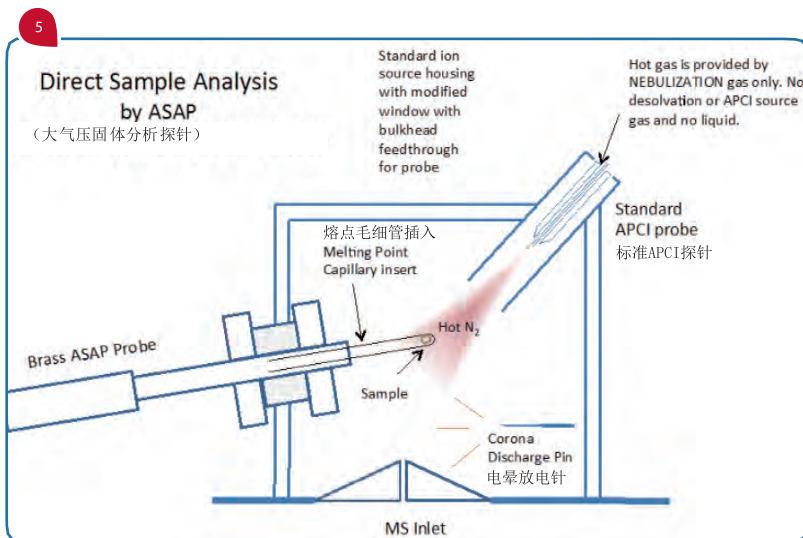 5
Direct Sample Analysis
by ASAP
（大气压固体分析探针）
Standard ion
source housing
with modified
window with
bulkhead
feedthrough
for probe
Hot gas is provided by
NEBULIZATION gas only. No
desolvation or APCI source
gas and no liquid.
Standard
APCI probe
标准APCI探针
熔点毛细管插入
Melting Point
Capillary insert
Hot N₂
Brass ASAP Probe
Sample
Corona
Discharge Pin
电晕放电针
MS Inlet